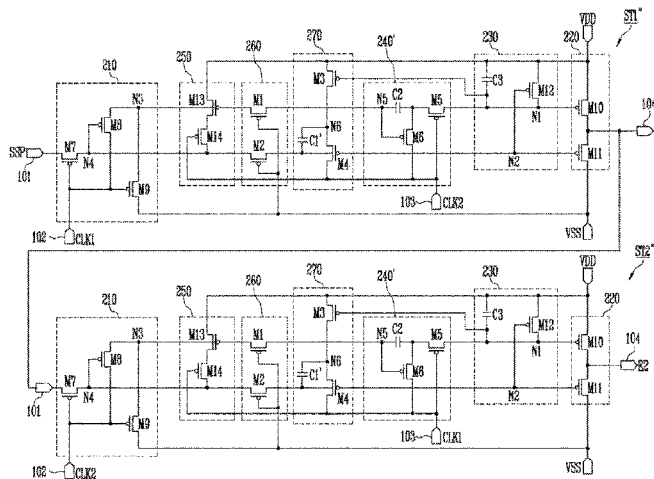 VDD ST1"
270 240' 230 220
210 250 260
M3 C3 M12
N3 M13 M1 N5 C2 M5 M10
M8 N1 104
M14 N6 M6
SSP M7 N4 M2 C1' M4 N2 M11
101 M9
103 CLK2
102 CLK1 VSS
VDD ST2"
270 240' 230 220
210 250 260
M3 C3 M12
N3 M13 M1 N5 C2 M5 M10
M8 N1 104
M14 N6 M6 E2
M7 N4 M2 C1' M4 N2 M11
101 M9
103 CLK1
102 CLK2 VSS